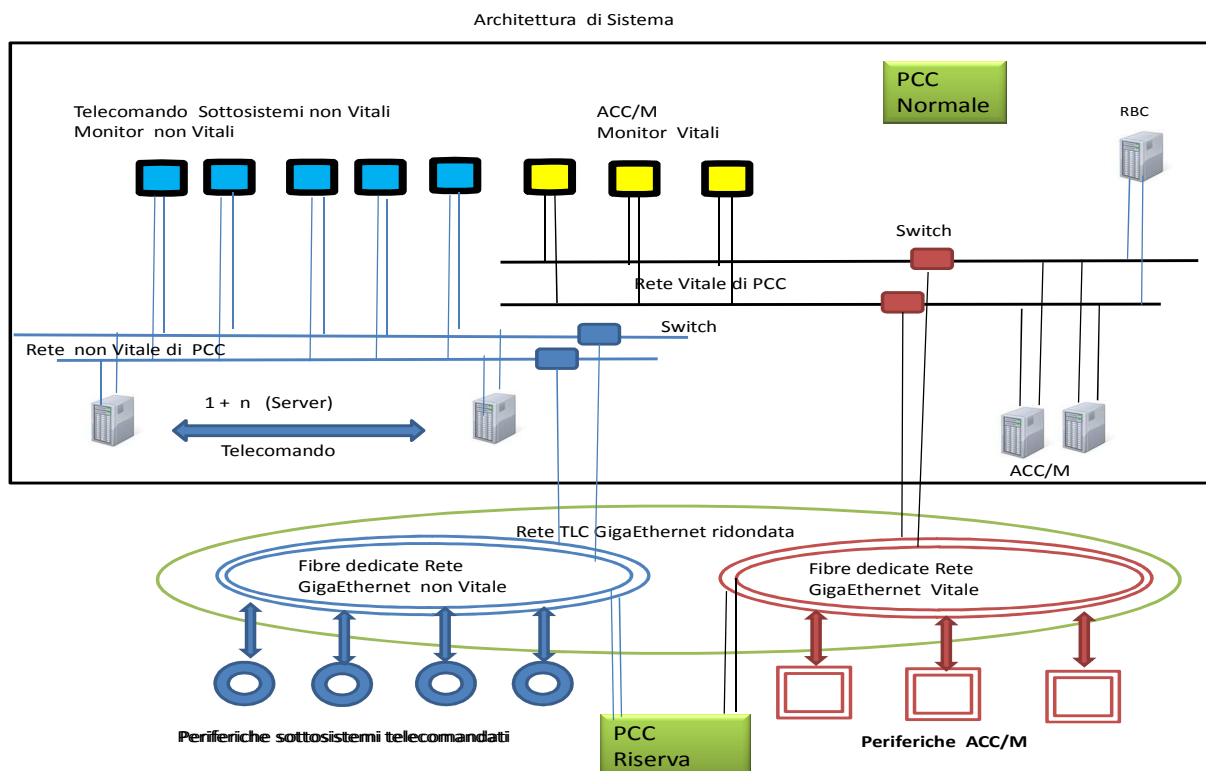 Architettura di Sistema
PCC
Normale
Telecomando Sottosistemi non Vitali
Monitor non Vitali
ACC/M
Monitor Vitali
RBC
Switch
Rete Vitale di PCC
Switch
Rete non Vitale di PCC
1 + n (Server)
Telecomando
ACC/M
Rete TLC GigaEthernet ridondata
Fibre dedicate Rete
GigaEthernet non Vitale
Fibre dedicate Rete
GigaEthernet Vitale
Periferiche sottosistemi telecomandati
PCC
Riserva
Periferiche ACC/M